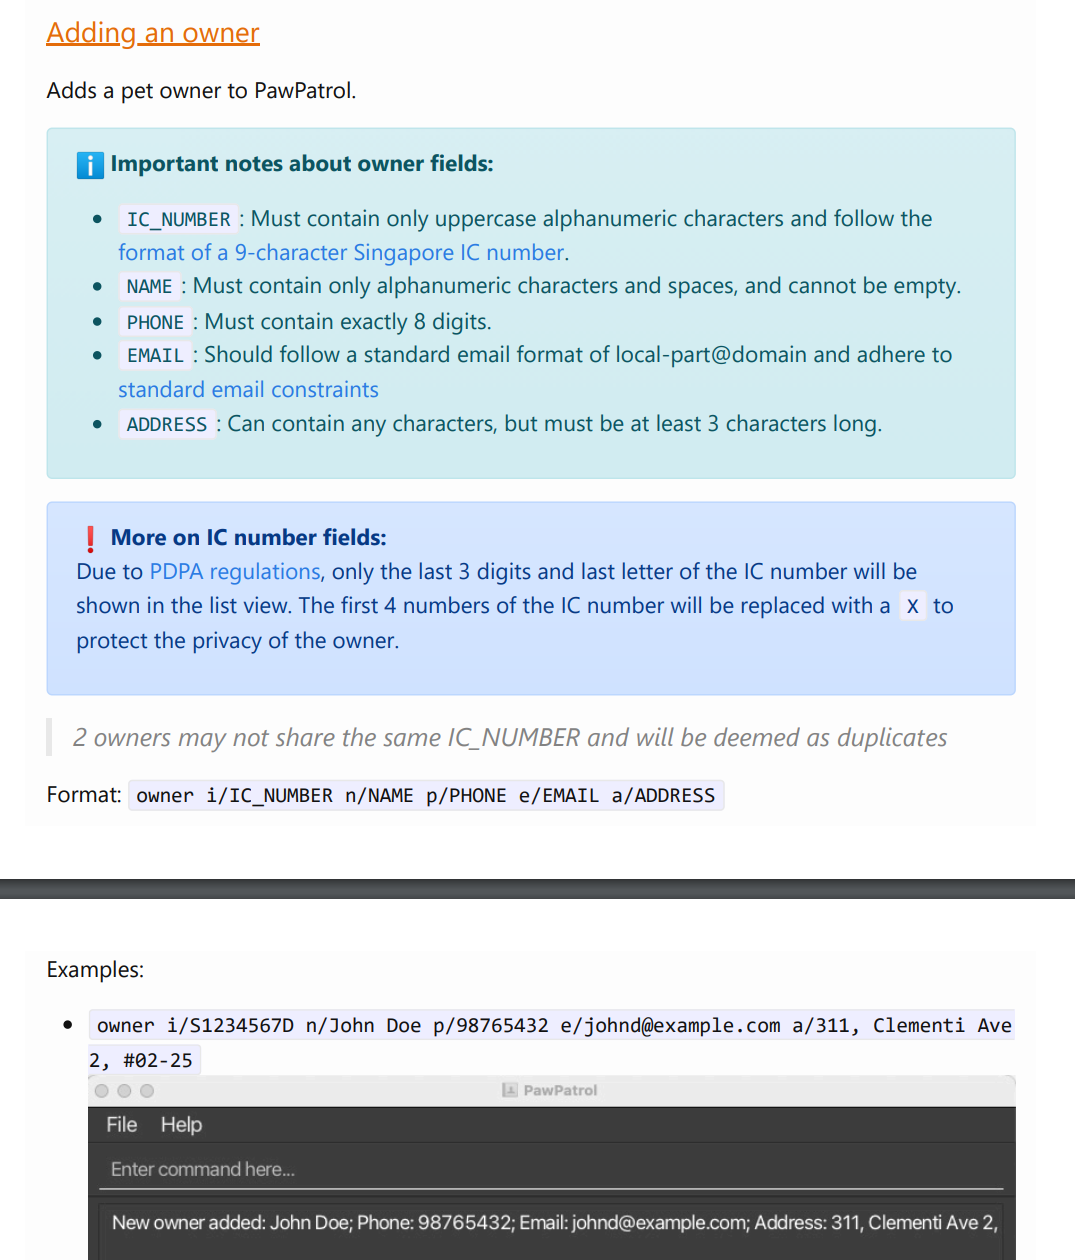 Adding an owner
Adds a pet owner to PawPatrol.
Important notes about owner fields:
IC_NUMBER : Must contain only uppercase alphanumeric characters and follow the
format of a 9-character Singapore IC number.
NAME : Must contain only alphanumeric characters and spaces, and cannot be empty.
PHONE : Must contain exactly 8 digits.
EMAIL : Should follow a standard email format of local-part@domain and adhere to
standard email constraints
ADDRESS : Can contain any characters, but must be at least 3 characters long.
More on IC number fields:
Due to PDPA regulations, only the last 3 digits and last letter of the IC number will be
shown in the list view. The first 4 numbers of the IC number will be replaced with a X to
protect the privacy of the owner.
2 owners may not share the same IC_NUMBER and will be deemed as duplicates
Format: owner i/IC_NUMBER n/NAME p/PHONE e/EMAIL a/ADDRESS
Examples:
owner i/S1234567D n/John Doe p/98765432 e/johnd@example.com a/311, Clementi Ave
2, #02-25
PawPatrol
File Help
Enter command here...
New owner added: John Doe; Phone: 98765432; Email: johnd@example.com; Address: 311, Clementi Ave 2,